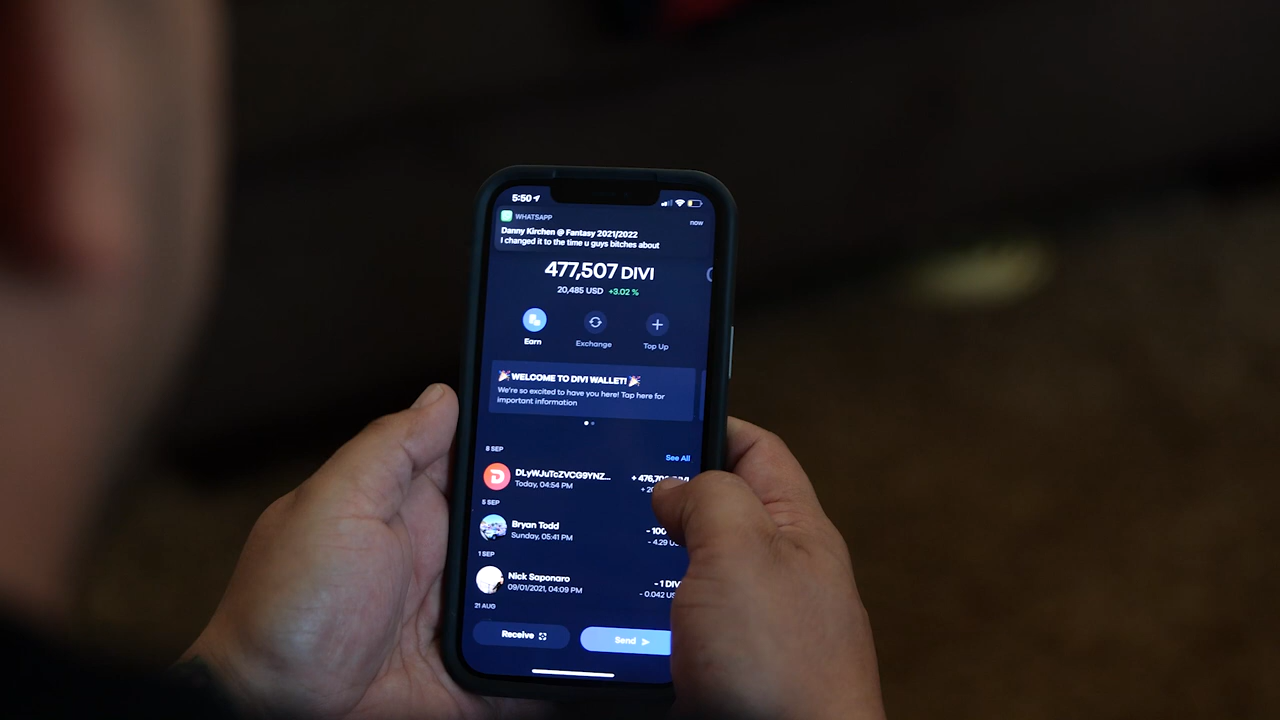 5:50
WHATSAPP
now
Danny Kirchen @ Fantasy 2021/2022
I changed it to the time u guys bitches about
477,507 DIVI
20,485 USD +3.02 %
Earn
Exchange
Top Up
WELCOME TO DIVI WALLET!
We're so excited to have you here! Tap here for
important information
8 SEP
See All
DLyWJuTcZVCG9YNZ...
Today, 04:54 PM
5 SEP
Bryan Todd
- 100
Sunday, 05:41 PM
- 4.29
1 SEP
Nick Saponaro
- 1 DIVI
09/01/2021, 04:09 PM
- 0.042
21 AUG
Receive
Send